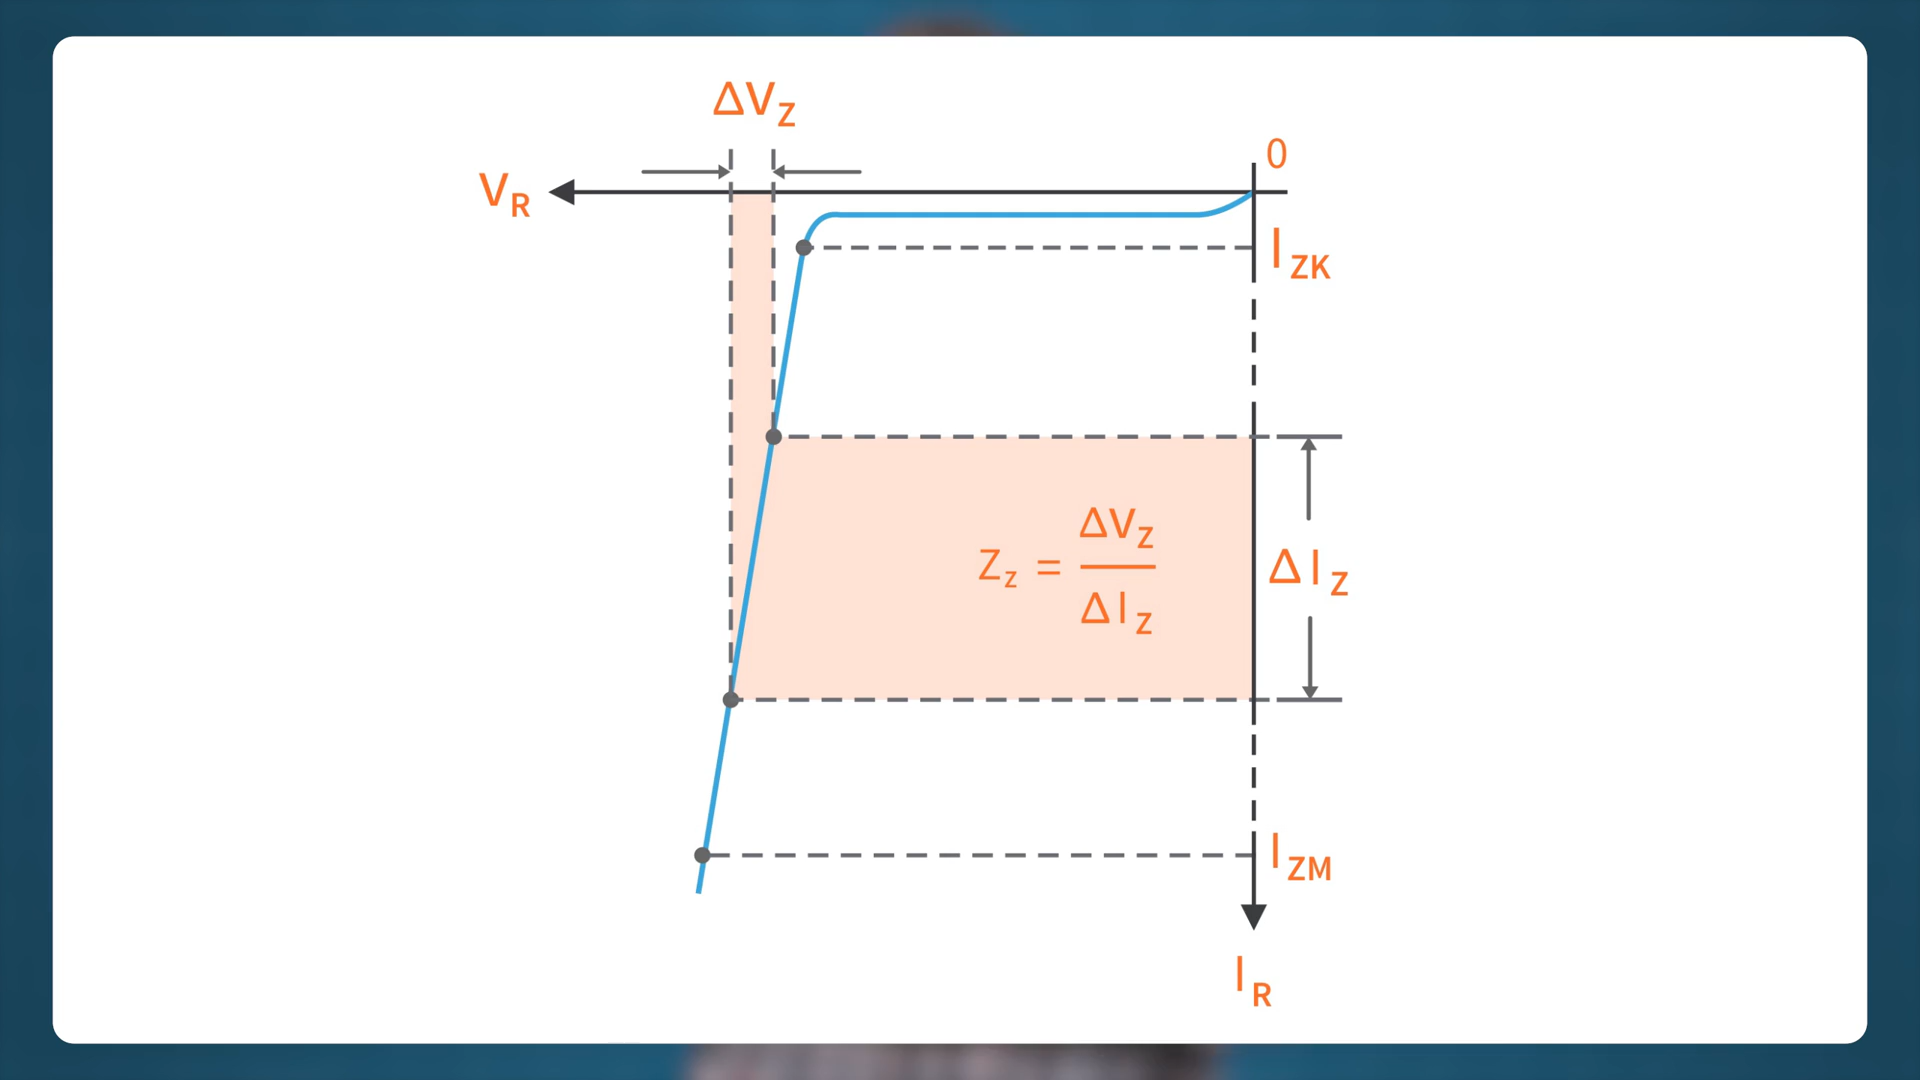 ΔVZ
0
VR
IZK
Zz = ΔVZ / ΔIZ
ΔIZ
IZM
IR